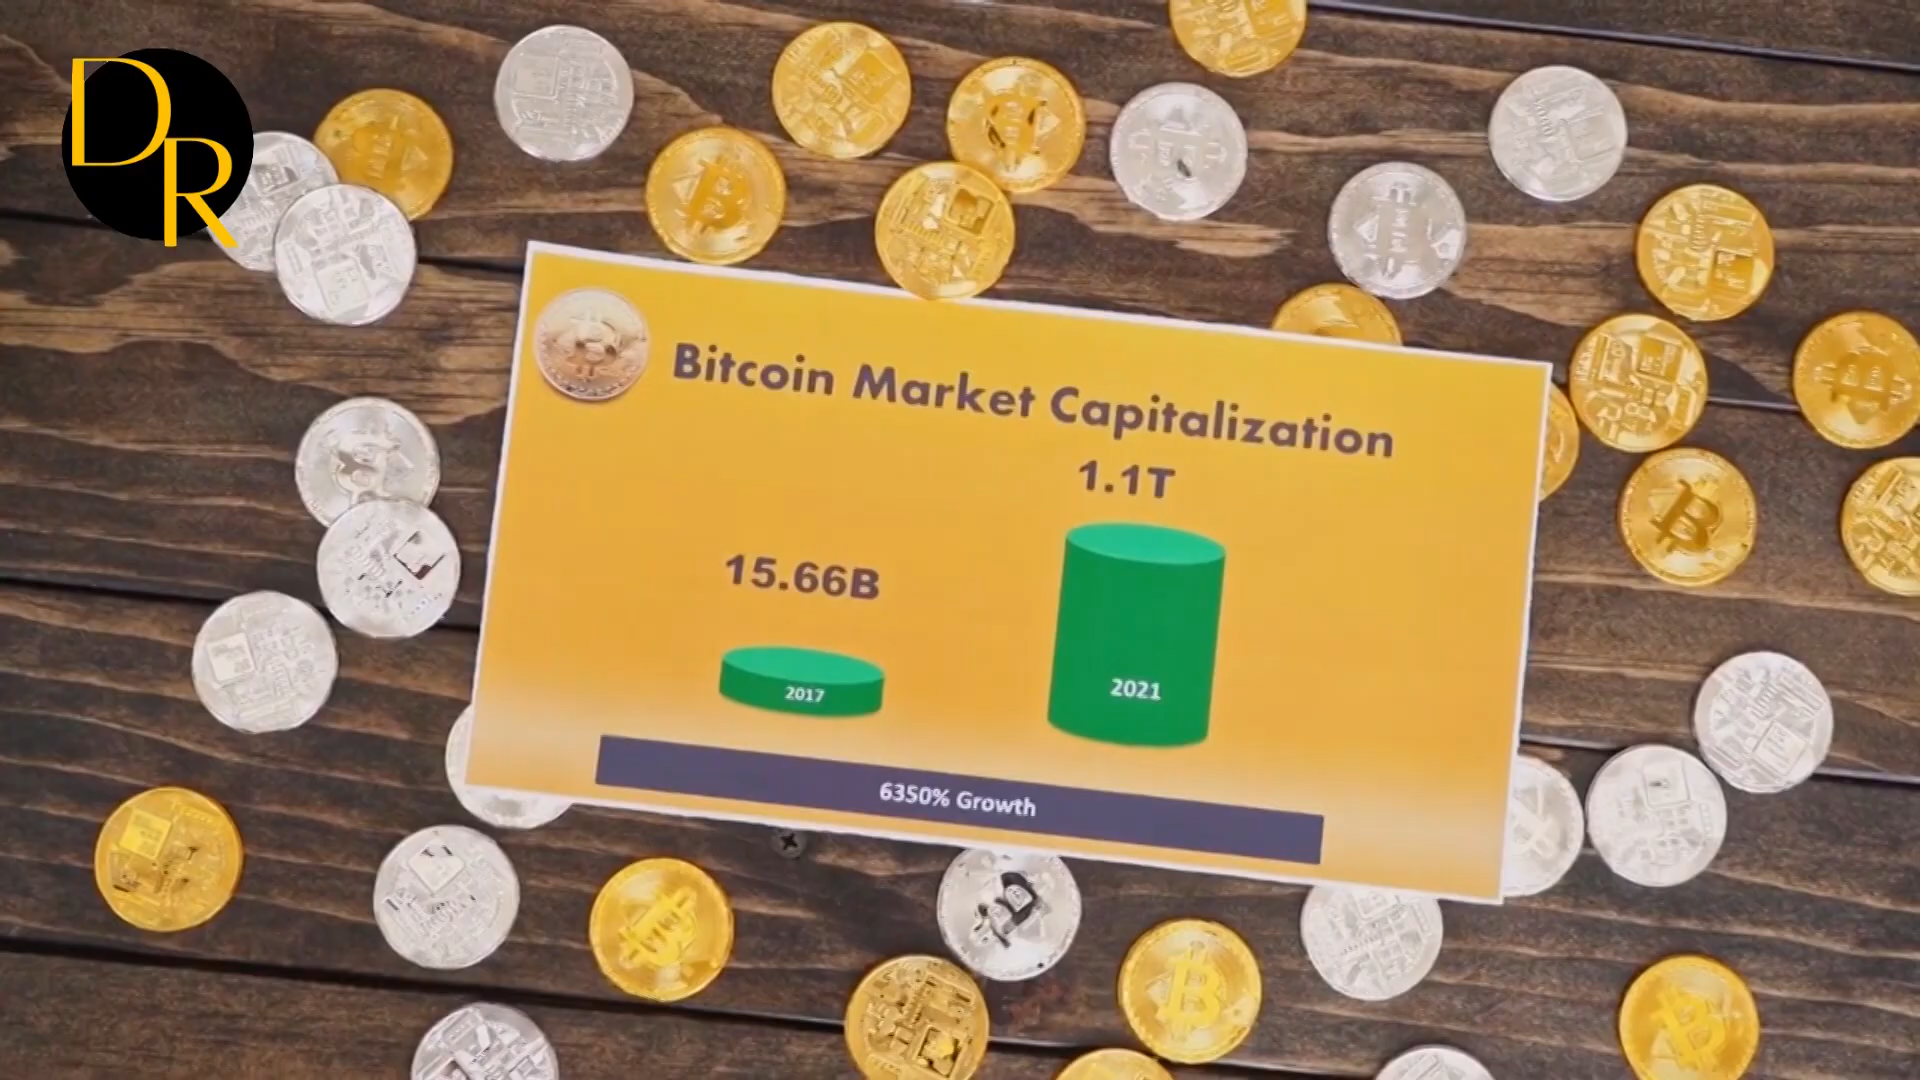 DR
Bitcoin Market Capitalization
1.1T
15.66B
2017
2021
6350% Growth